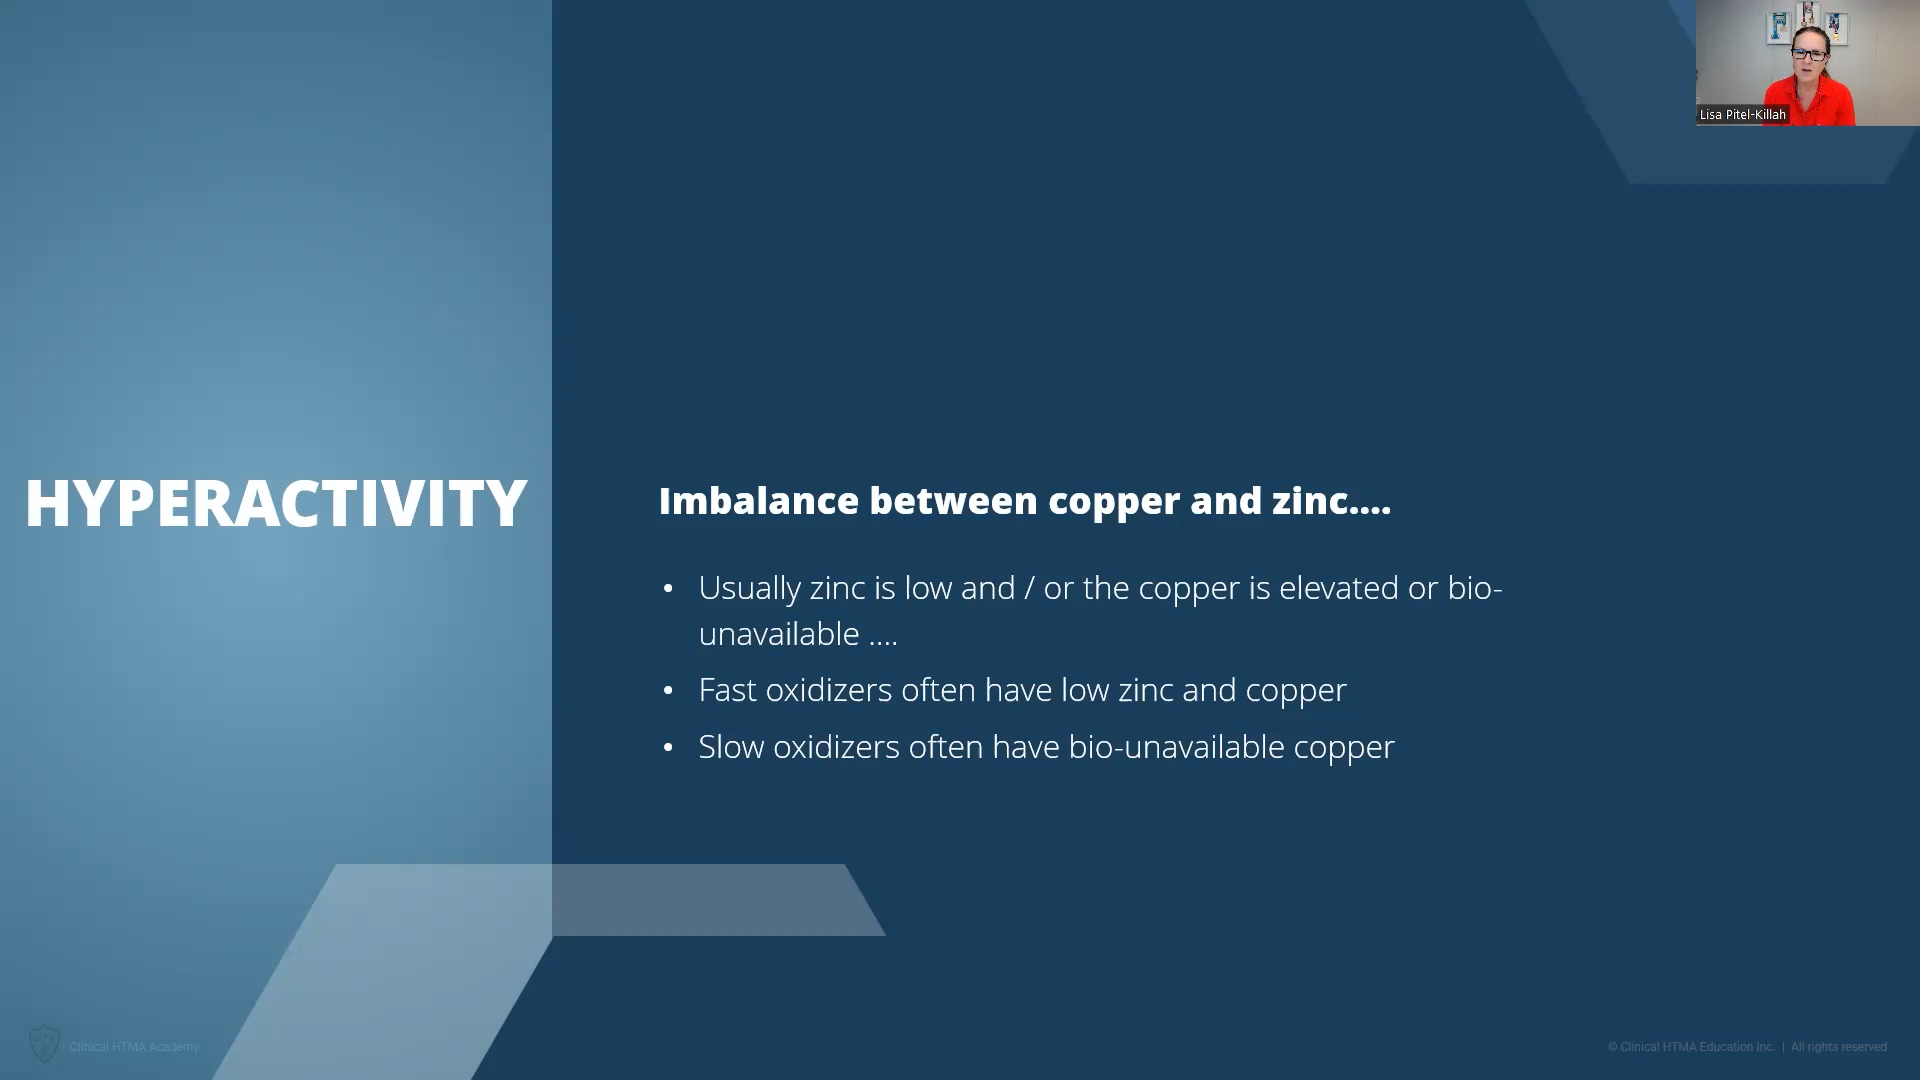 Lisa Pitel-Killah
HYPERACTIVITY
Imbalance between copper and zinc....
• Usually zinc is low and / or the copper is elevated or bio-
unavailable ....
• Fast oxidizers often have low zinc and copper
• Slow oxidizers often have bio-unavailable copper
Clinical HTMA Academy
© Clinical HTMA Education Inc. | All rights reserved